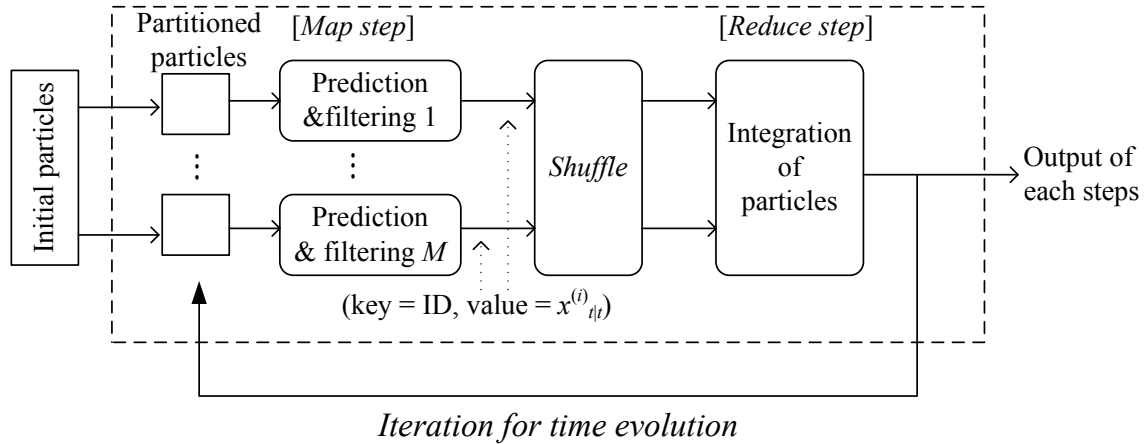 Partitioned
particles
[Map step]
[Reduce step]
Initial particles
Prediction
&filtering 1
Prediction
& filtering M
Shuffle
Integration
of
particles
Output of
each steps
(key = ID, value = x^{(i)}_{t|t})
Iteration for time evolution